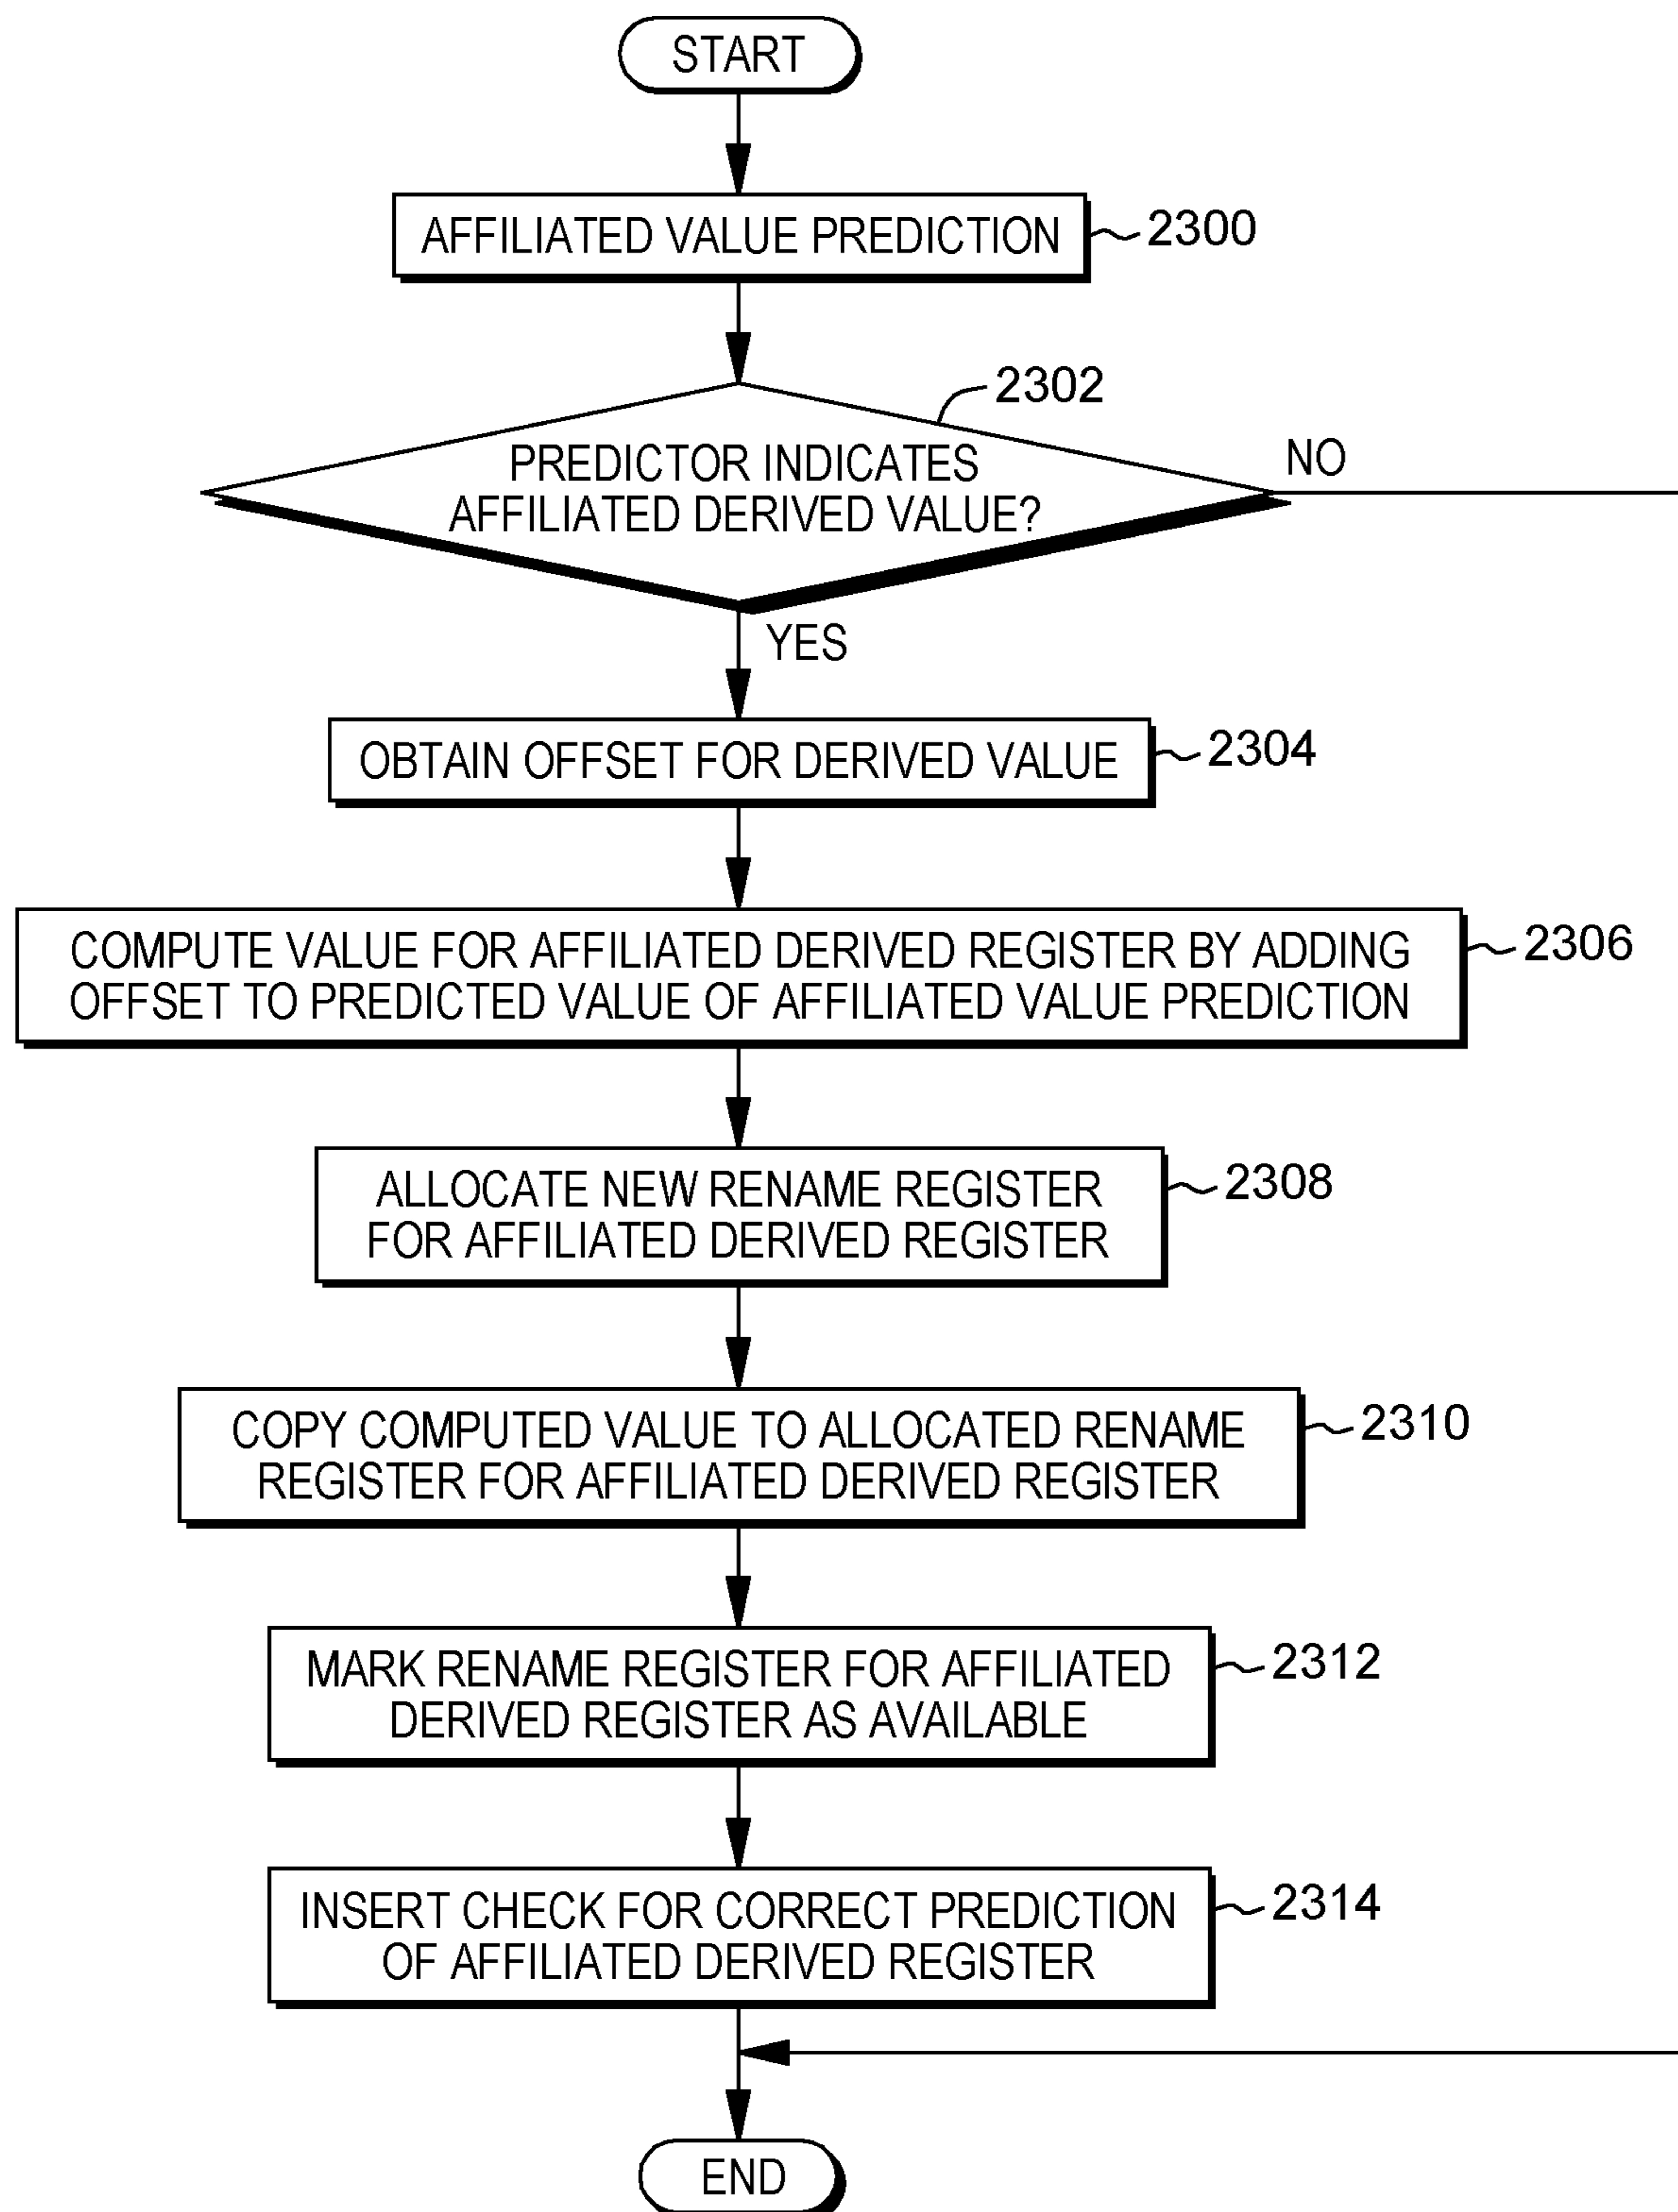 START
AFFILIATED VALUE PREDICTION
2300
2302
PREDICTOR INDICATES
AFFILIATED DERIVED VALUE?
NO
YES
OBTAIN OFFSET FOR DERIVED VALUE
2304
COMPUTE VALUE FOR AFFILIATED DERIVED REGISTER BY ADDING
OFFSET TO PREDICTED VALUE OF AFFILIATED VALUE PREDICTION
2306
ALLOCATE NEW RENAME REGISTER
FOR AFFILIATED DERIVED REGISTER
2308
COPY COMPUTED VALUE TO ALLOCATED RENAME
REGISTER FOR AFFILIATED DERIVED REGISTER
2310
MARK RENAME REGISTER FOR AFFILIATED
DERIVED REGISTER AS AVAILABLE
2312
INSERT CHECK FOR CORRECT PREDICTION
OF AFFILIATED DERIVED REGISTER
2314
END